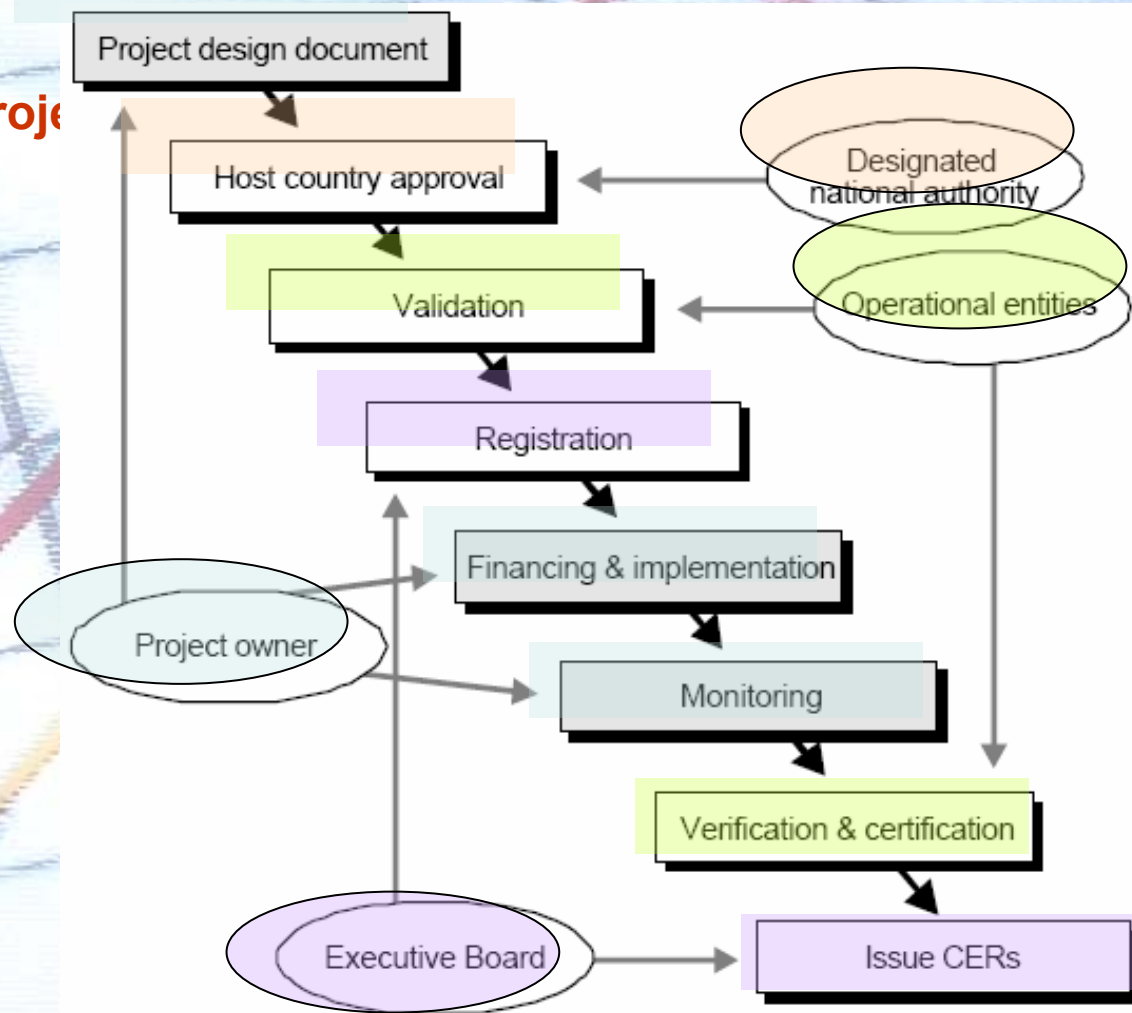 Project design document
Host country approval
Designated
national authority
Validation
Operational entities
Registration
Financing & implementation
Project owner
Monitoring
Verification & certification
Executive Board
Issue CERs